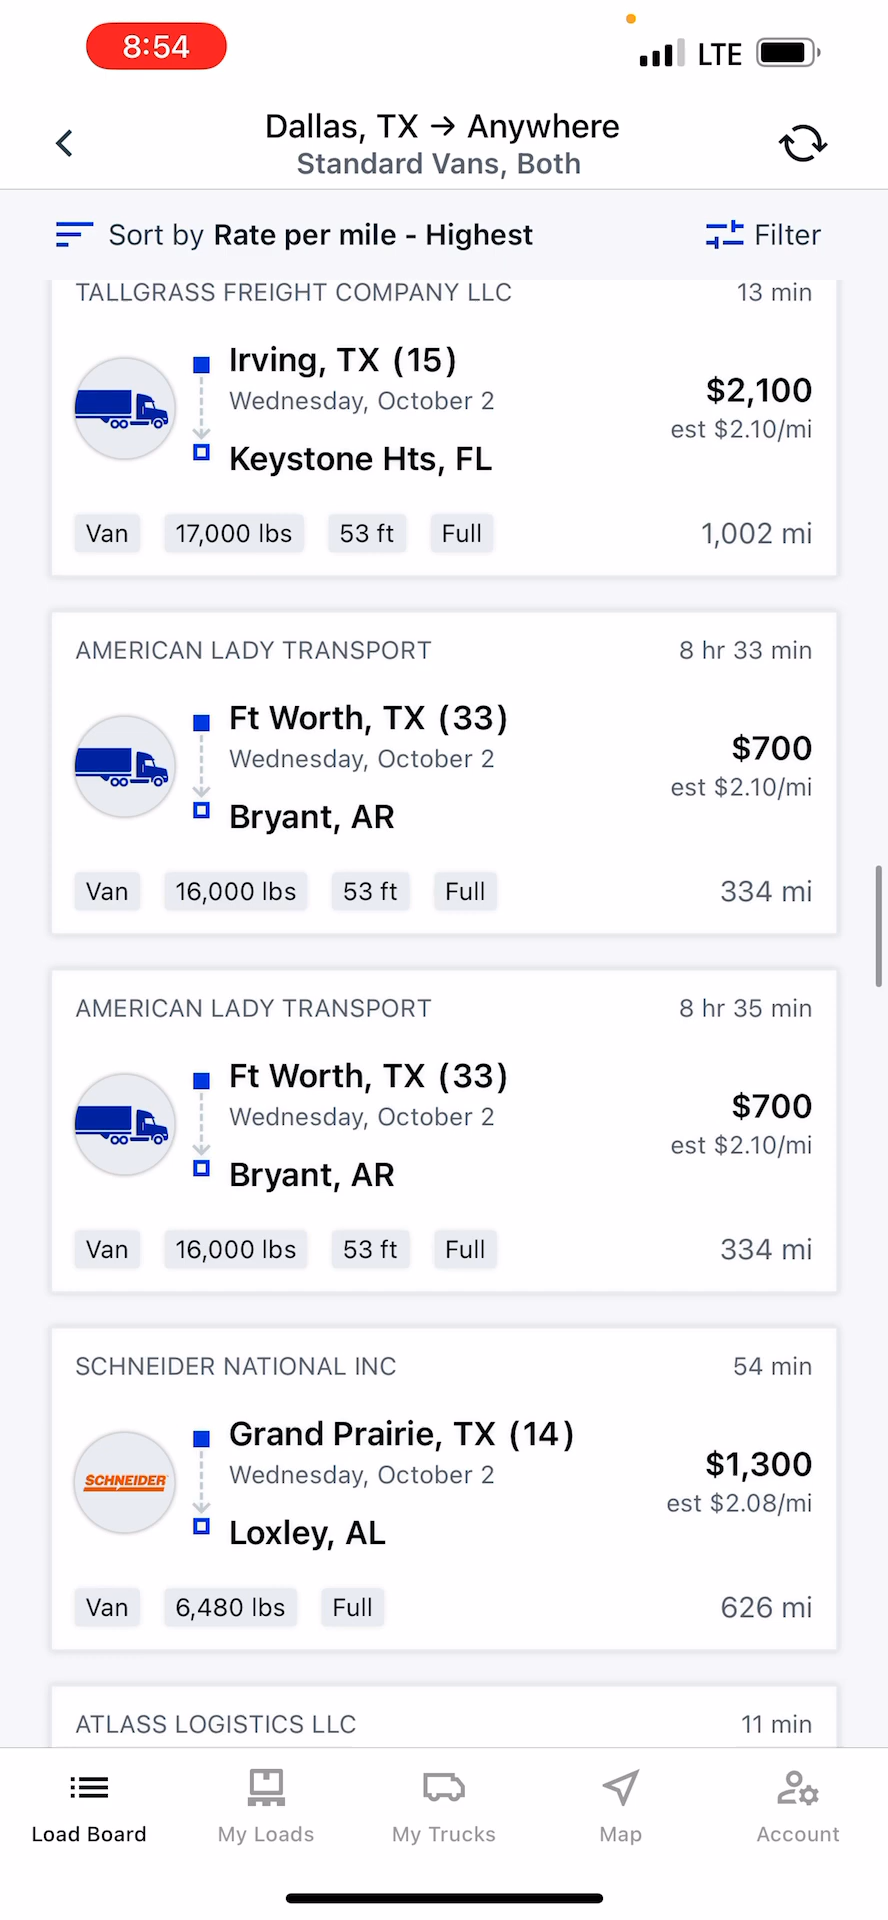 8:54
LTE
Dallas, TX → Anywhere
Standard Vans, Both
Sort by Rate per mile - Highest
Filter
TALLGRASS FREIGHT COMPANY LLC
13 min
Irving, TX (15)
Wednesday, October 2
$2,100
est $2.10/mi
Keystone Hts, FL
Van 17,000 lbs 53 ft Full
1,002 mi
AMERICAN LADY TRANSPORT
8 hr 33 min
Ft Worth, TX (33)
Wednesday, October 2
$700
est $2.10/mi
Bryant, AR
Van 16,000 lbs 53 ft Full
334 mi
AMERICAN LADY TRANSPORT
8 hr 35 min
Ft Worth, TX (33)
Wednesday, October 2
$700
est $2.10/mi
Bryant, AR
Van 16,000 lbs 53 ft Full
334 mi
SCHNEIDER NATIONAL INC
54 min
SCHNEIDER
Grand Prairie, TX (14)
Wednesday, October 2
$1,300
est $2.08/mi
Loxley, AL
Van 6,480 lbs Full
626 mi
ATLASS LOGISTICS LLC
11 min
Load Board
My Loads
My Trucks
Map
Account